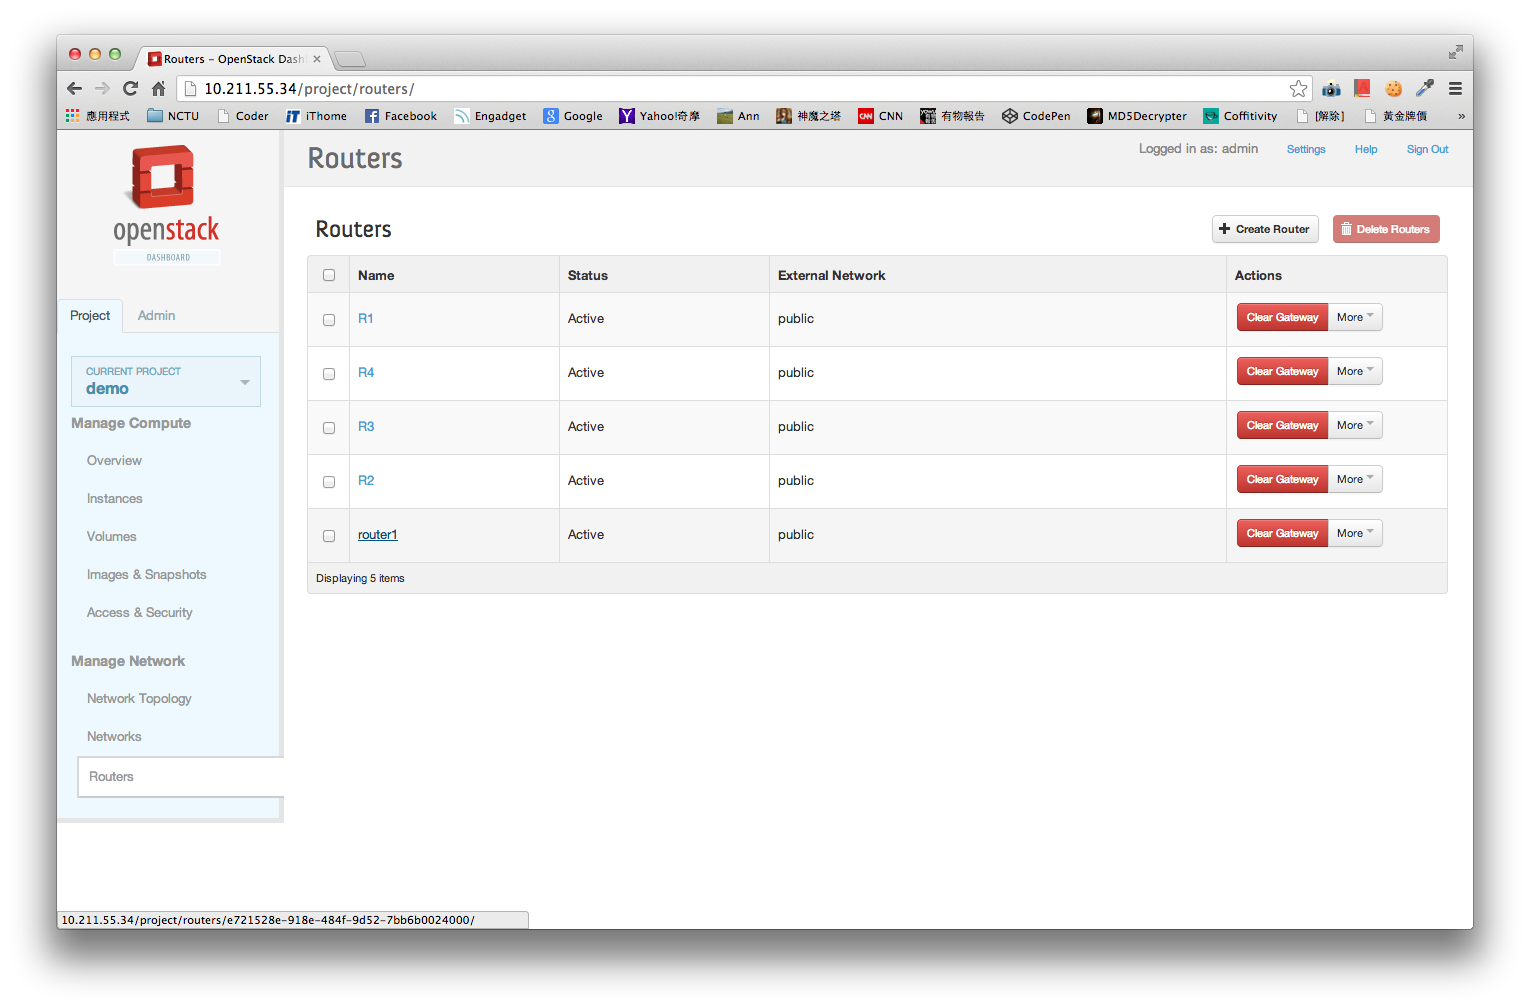 Routers - OpenStack Dash
10.211.55.34/project/routers/
應用程式 NCTU Coder iThome Facebook Engadget Google Yahoo!奇摩 Ann 神魔之塔 CNN 有物報告 CodePen MD5Decrypter Coffitivity [解除] 黃金牌價 »
openstack
DASHBOARD
Routers
Logged in as: admin Settings Help Sign Out
Project Admin
CURRENT PROJECT
demo
Manage Compute
Overview
Instances
Volumes
Images & Snapshots
Access & Security
Manage Network
Network Topology
Networks
Routers
Routers
Create Router Delete Routers
Name Status External Network Actions
R1 Active public Clear Gateway More
R4 Active public Clear Gateway More
R3 Active public Clear Gateway More
R2 Active public Clear Gateway More
router1 Active public Clear Gateway More
Displaying 5 items
10.211.55.34/project/routers/e721528e-918e-484f-9d52-7bb6b0024000/